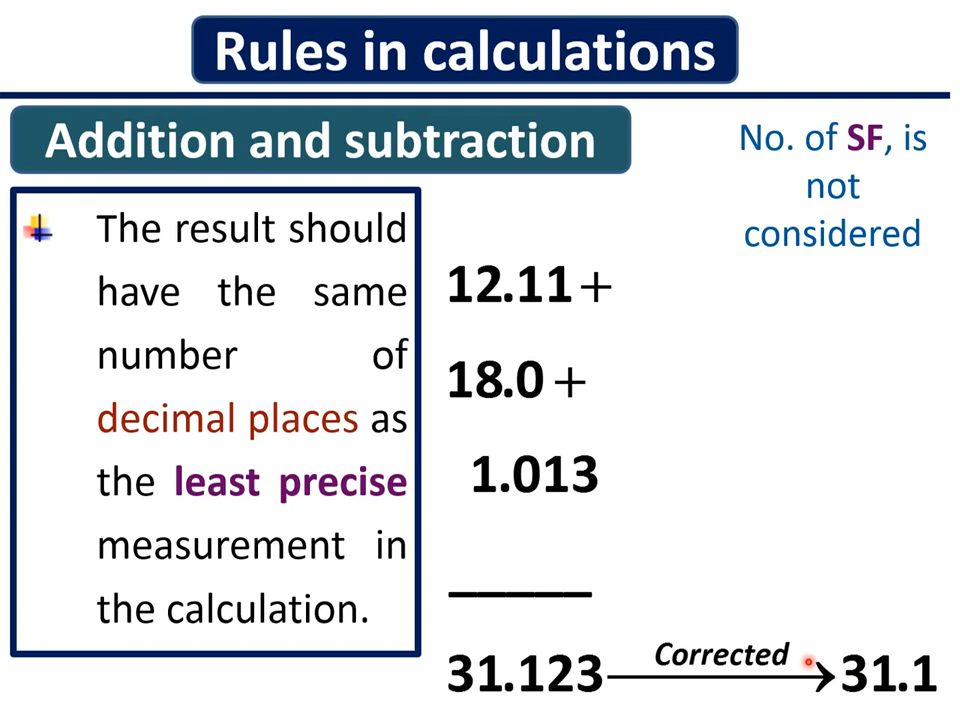 Rules in calculations
Addition and subtraction
No. of SF, is
not
considered
The result should
have the same
number of
decimal places as
the least precise
measurement in
the calculation.
12.11 +
18.0 +
1.013
_____
31.123 Corrected 31.1